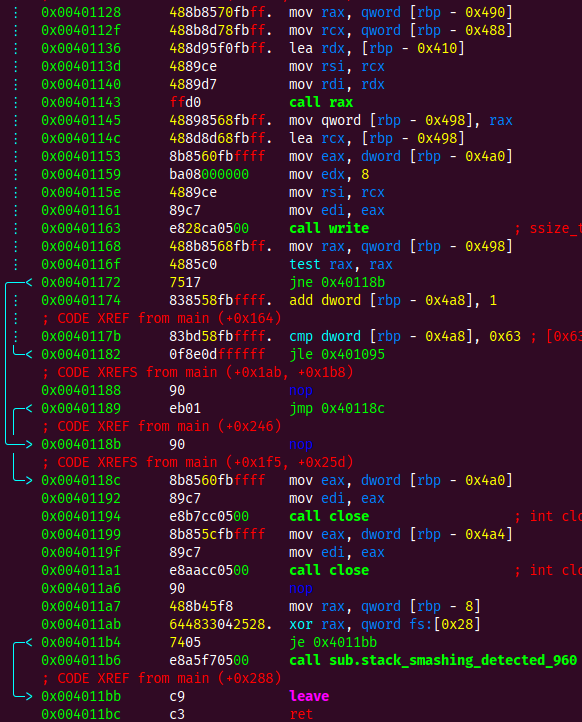 0x00401128 488b8570fbff. mov rax, qword [rbp - 0x490]
0x0040112f 488b8d78fbff. mov rcx, qword [rbp - 0x488]
0x00401136 488d95f0fbff. lea rdx, [rbp - 0x410]
0x0040113d 4889ce mov rsi, rcx
0x00401140 4889d7 mov rdi, rdx
0x00401143 ffd0 call rax
0x00401145 48898568fbff. mov qword [rbp - 0x498], rax
0x0040114c 488d8d68fbff. lea rcx, [rbp - 0x498]
0x00401153 8b8560fbffff mov eax, dword [rbp - 0x4a0]
0x00401159 ba08000000 mov edx, 8
0x0040115e 4889ce mov rsi, rcx
0x00401161 89c7 mov edi, eax
0x00401163 e828ca0500 call write ; ssize_t
0x00401168 488b8568fbff. mov rax, qword [rbp - 0x498]
0x0040116f 4885c0 test rax, rax
0x00401172 7517 jne 0x40118b
0x00401174 838558fbffff. add dword [rbp - 0x4a8], 1
; CODE XREF from main (+0x164)
0x0040117b 83bd58fbffff. cmp dword [rbp - 0x4a8], 0x63 ; [0x63
0x00401182 0f8e0dffffff jle 0x401095
; CODE XREFS from main (+0x1ab, +0x1b8)
0x00401188 90 nop
0x00401189 eb01 jmp 0x40118c
; CODE XREF from main (+0x246)
0x0040118b 90 nop
; CODE XREFS from main (+0x1f5, +0x25d)
0x0040118c 8b8560fbffff mov eax, dword [rbp - 0x4a0]
0x00401192 89c7 mov edi, eax
0x00401194 e8b7cc0500 call close ; int clo
0x00401199 8b855cfbffff mov eax, dword [rbp - 0x4a4]
0x0040119f 89c7 mov edi, eax
0x004011a1 e8aacc0500 call close ; int clo
0x004011a6 90 nop
0x004011a7 488b45f8 mov rax, qword [rbp - 8]
0x004011ab 644833042528. xor rax, qword fs:[0x28]
0x004011b4 7405 je 0x4011bb
0x004011b6 e8a5f70500 call sub.stack_smashing_detected_960
; CODE XREF from main (+0x288)
0x004011bb c9 leave
0x004011bc c3 ret